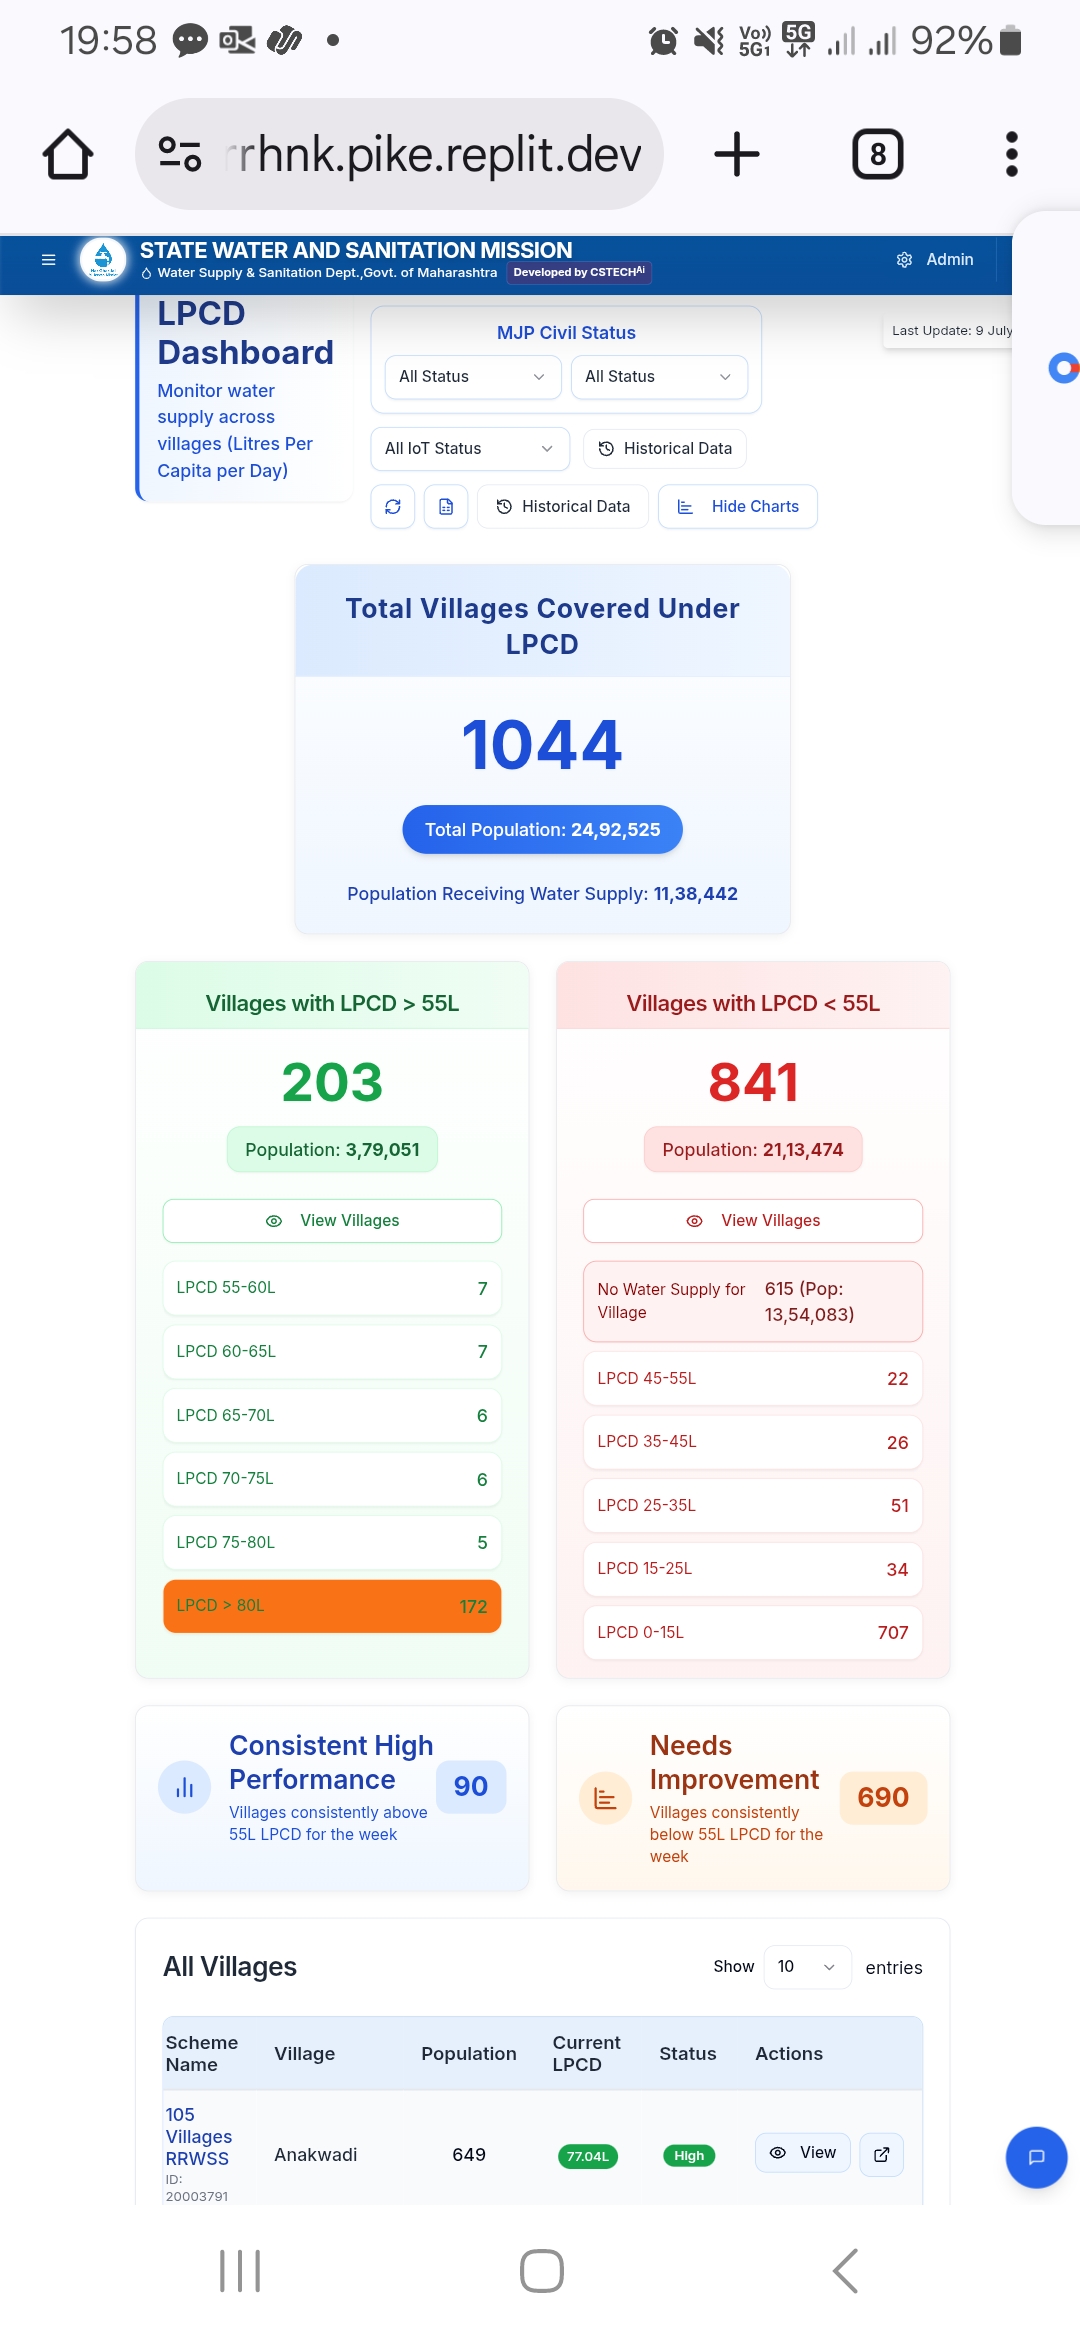 19:58
Vo)) 5G1
5G
92%
rrhnk.pike.replit.dev
8
STATE WATER AND SANITATION MISSION
Water Supply & Sanitation Dept.,Govt. of Maharashtra
Developed by CSTECHAi
Admin
LPCD
Dashboard
Monitor water
supply across
villages (Litres Per
Capita per Day)
MJP Civil Status
All Status
All Status
Last Update: 9 July
All IoT Status
Historical Data
Historical Data
Hide Charts
Total Villages Covered Under
LPCD
1044
Total Population: 24,92,525
Population Receiving Water Supply: 11,38,442
Villages with LPCD > 55L
203
Population: 3,79,051
View Villages
LPCD 55-60L 7
LPCD 60-65L 7
LPCD 65-70L 6
LPCD 70-75L 6
LPCD 75-80L 5
LPCD > 80L 172
Villages with LPCD < 55L
841
Population: 21,13,474
View Villages
No Water Supply for
Village
615 (Pop:
13,54,083)
LPCD 45-55L 22
LPCD 35-45L 26
LPCD 25-35L 51
LPCD 15-25L 34
LPCD 0-15L 707
Consistent High
Performance
Villages consistently above
55L LPCD for the week
90
Needs
Improvement
Villages consistently
below 55L LPCD for the
week
690
All Villages
Show 10 entries
Scheme
Name
Village
Population
Current
LPCD
Status
Actions
105
Villages
RRWSS
ID:
20003791
Anakwadi
649
77.04L
High
View